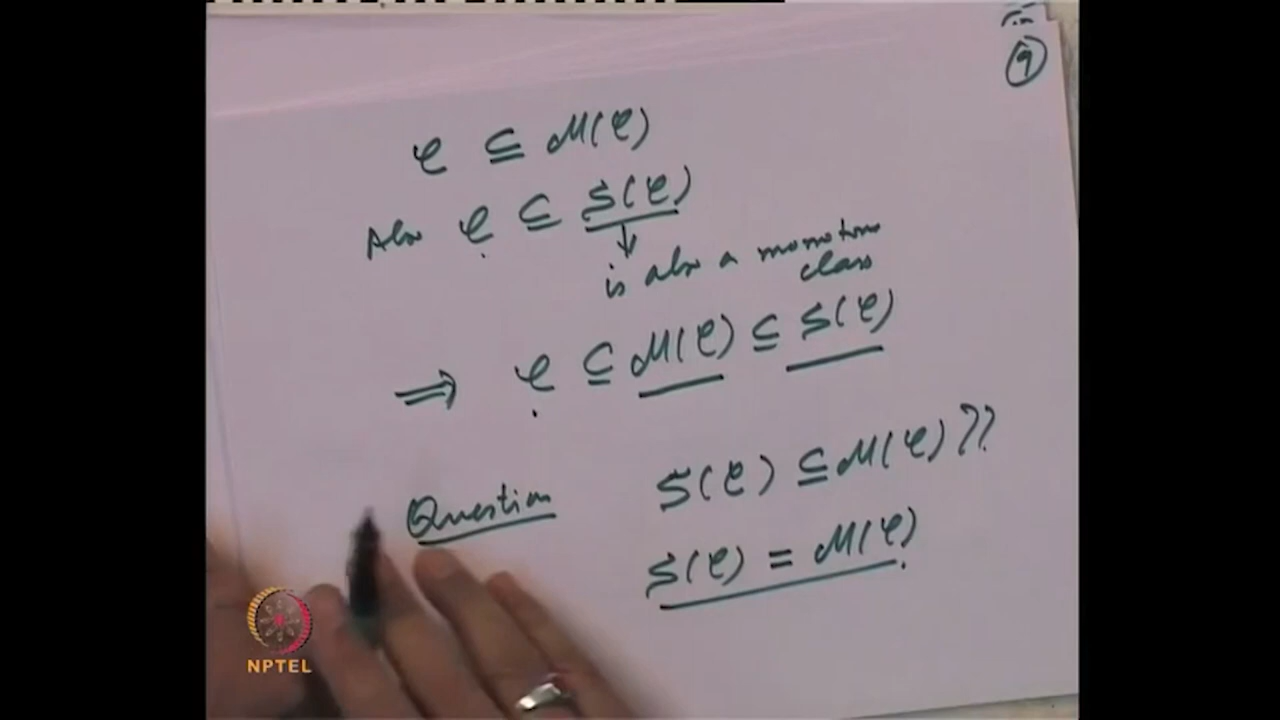 9
𝒞 ⊆ ℳ(𝒞)
Also 𝒞 ⊆ S(𝒞)
↓
is also a monotone
class
⟹ 𝒞 ⊆ ℳ(𝒞) ⊆ S(𝒞)
S(𝒞) ⊆ ℳ(𝒞) ??
Question
S(𝒞) = ℳ(𝒞).
NPTEL